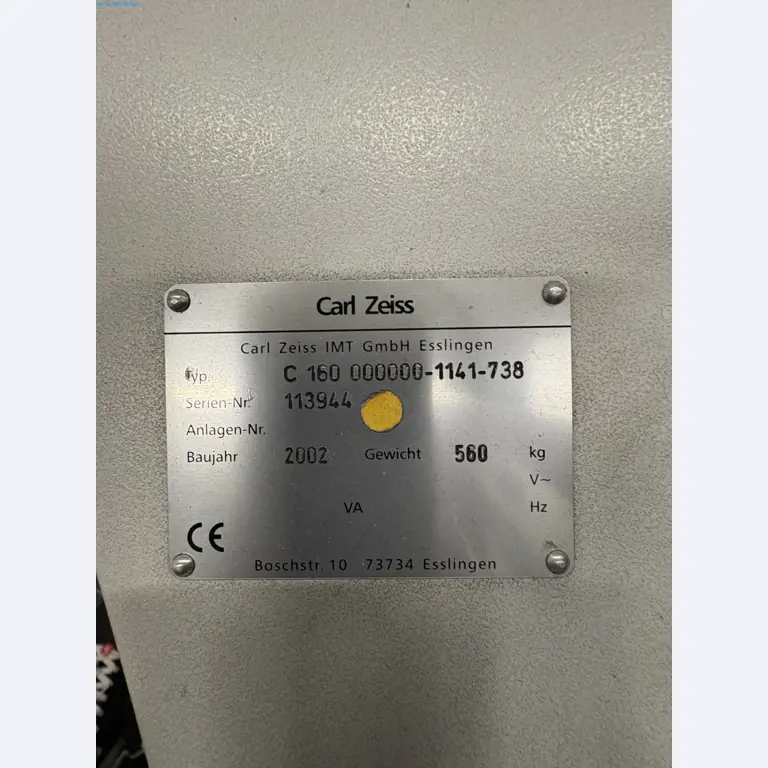 Carl Zeiss
Carl Zeiss IMT GmbH Esslingen
Typ. C 160 000000-1141-738
Serien-Nr. 113944
Anlagen-Nr.
Baujahr 2002 Gewicht 560 kg
V~
VA Hz
CE
Boschstr. 10 73734 Esslingen